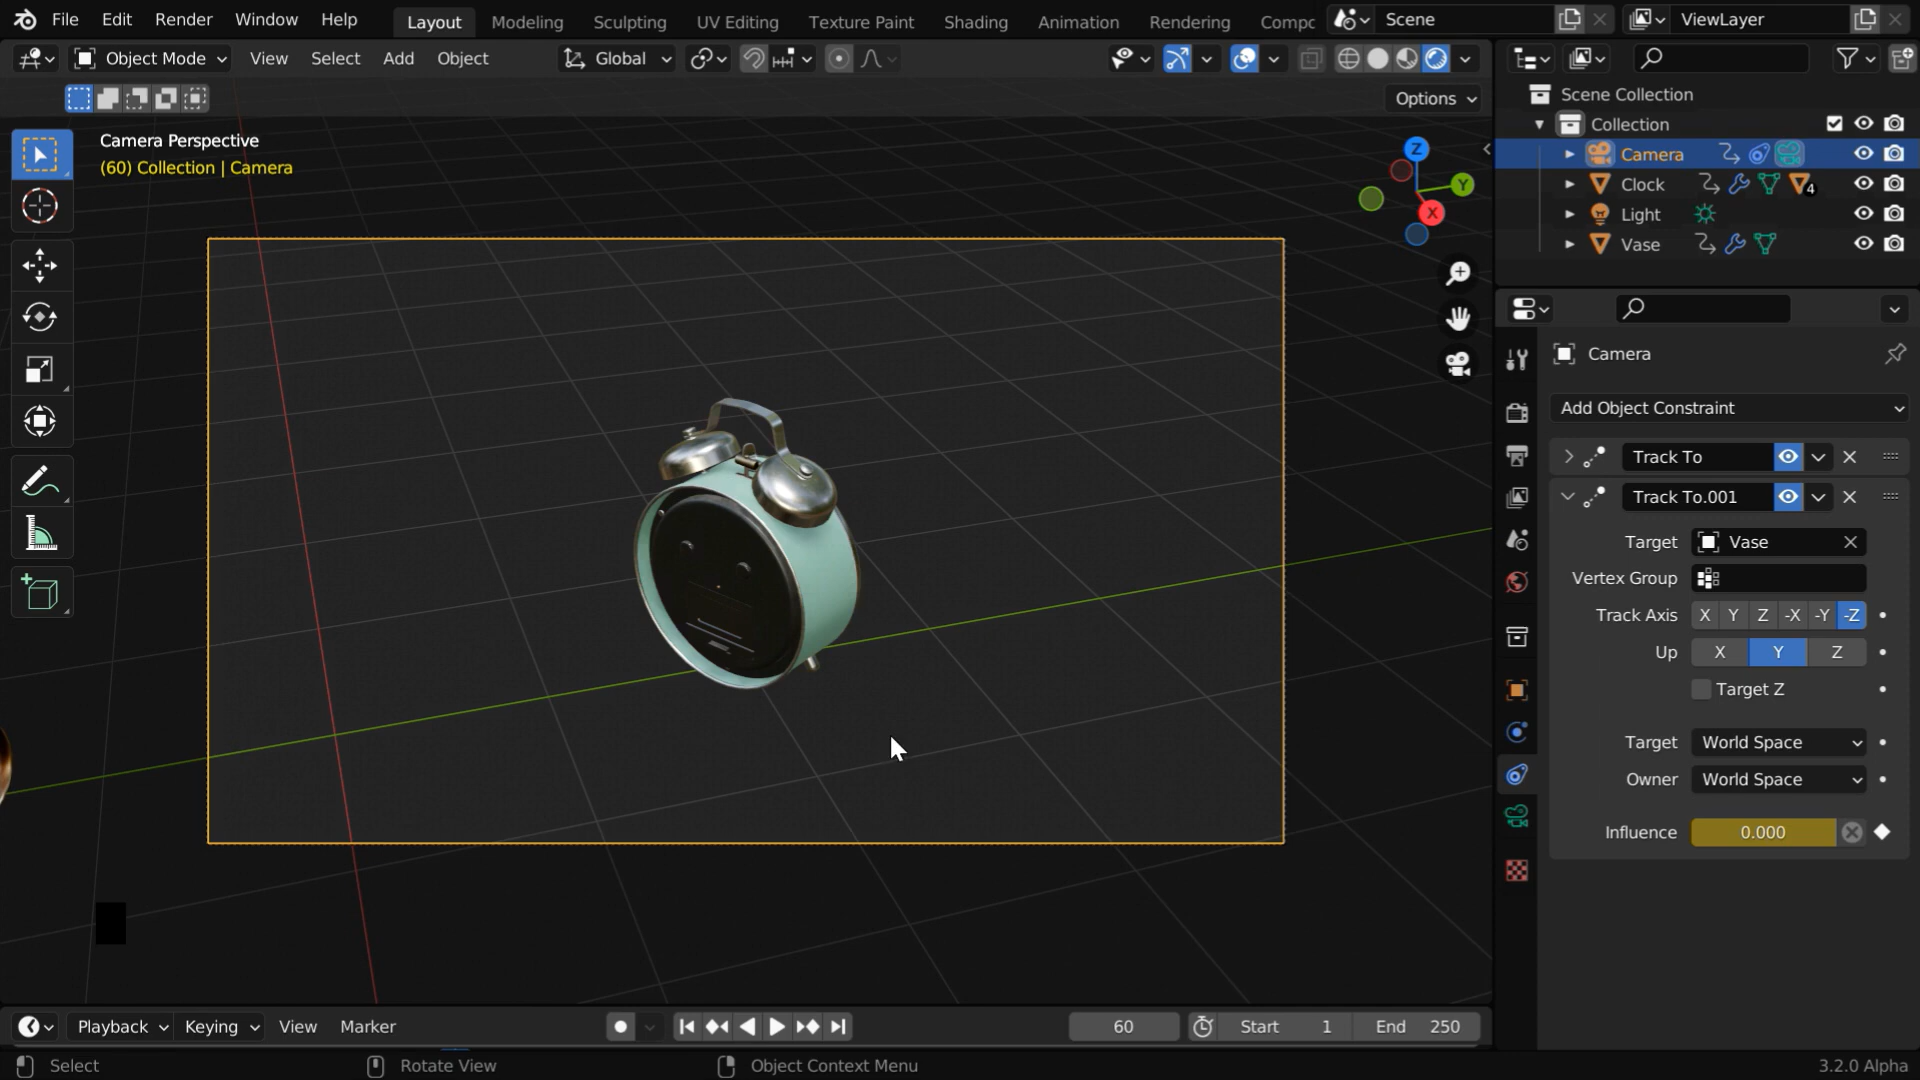 File Edit Render Window Help Layout Modeling Sculpting UV Editing Texture Paint Shading Animation Rendering Compc Scene ViewLayer
Object Mode View Select Add Object Global
Options
Camera Perspective
(60) Collection | Camera
Z
Y
X
Scene Collection
Collection
Camera
Clock 4
Light
Vase
Camera
Add Object Constraint
Track To
Track To.001
Target Vase
Vertex Group
Track Axis X Y Z -X -Y -Z
Up X Y Z
Target Z
Target World Space
Owner World Space
Influence 0.000
Playback Keying View Marker 60 Start 1 End 250
Select Rotate View Object Context Menu 3.2.0 Alpha